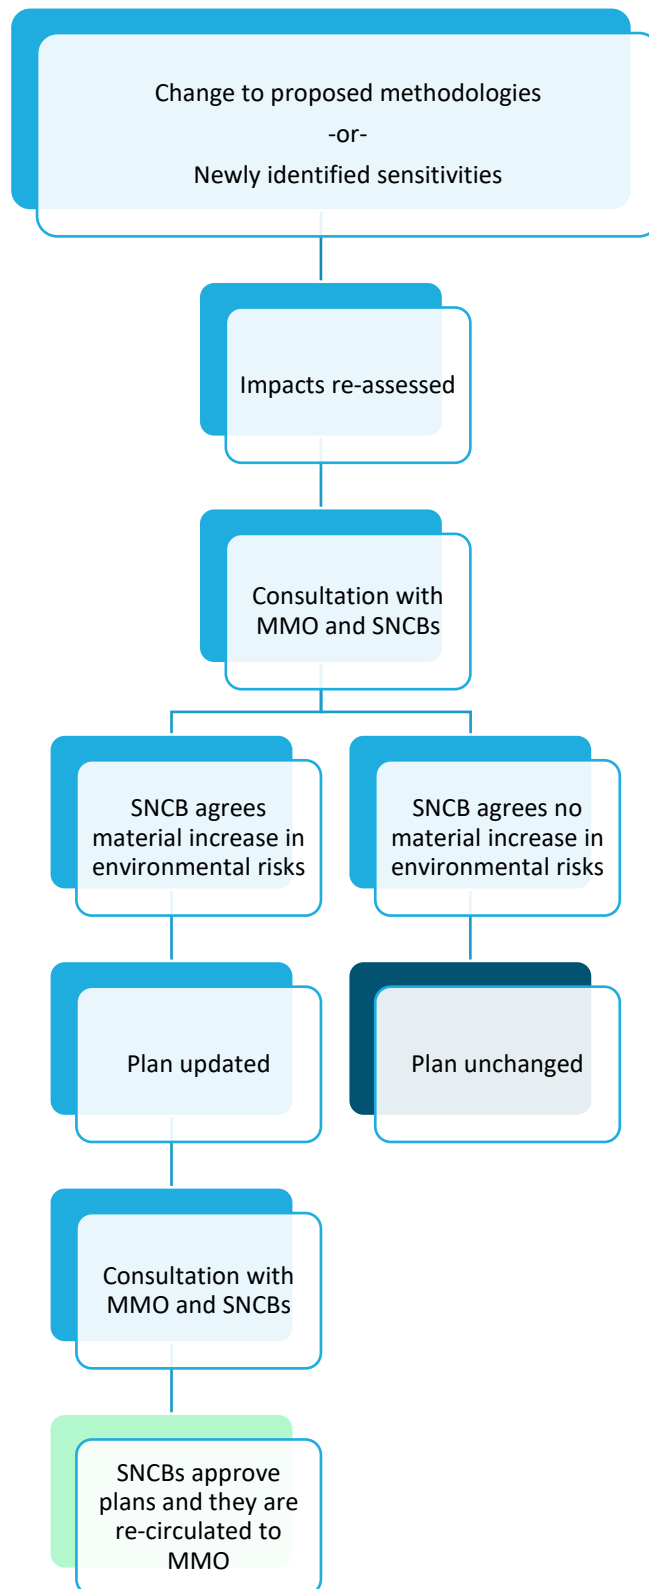 Change to proposed methodologies
-or-
Newly identified sensitivities
Impacts re-assessed
Consultation with
MMO and SNCBs
SNCB agrees
material increase in
environmental risks
SNCB agrees no
material increase in
environmental risks
Plan updated
Plan unchanged
Consultation with
MMO and SNCBs
SNCBs approve
plans and they are
re-circulated to
MMO